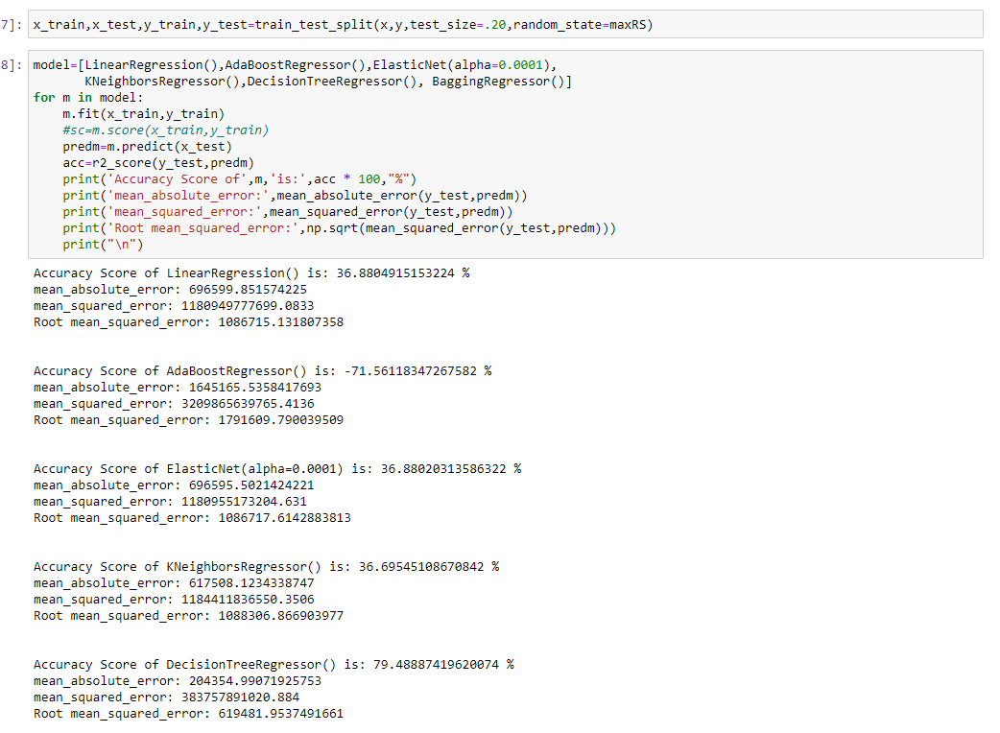 7]: x_train,x_test,y_train,y_test=train_test_split(x,y,test_size=.20,random_state=maxRS)
8]: model=[LinearRegression(),AdaBoostRegressor(),ElasticNet(alpha=0.0001),
       KNeighborsRegressor(),DecisionTreeRegressor(), BaggingRegressor()]
for m in model:
    m.fit(x_train,y_train)
    #sc=m.score(x_train,y_train)
    predm=m.predict(x_test)
    acc=r2_score(y_test,predm)
    print('Accuracy Score of',m,'is:',acc * 100,"%")
    print('mean_absolute_error:',mean_absolute_error(y_test,predm))
    print('mean_squared_error:',mean_squared_error(y_test,predm))
    print('Root mean_squared_error:',np.sqrt(mean_squared_error(y_test,predm)))
    print("\n")
Accuracy Score of LinearRegression() is: 36.8804915153224 %
mean_absolute_error: 696599.851574225
mean_squared_error: 1180949777699.0833
Root mean_squared_error: 1086715.131807358
Accuracy Score of AdaBoostRegressor() is: -71.56118347267582 %
mean_absolute_error: 1645165.5358417693
mean_squared_error: 3209865639765.4136
Root mean_squared_error: 1791609.790039509
Accuracy Score of ElasticNet(alpha=0.0001) is: 36.88020313586322 %
mean_absolute_error: 696595.5021424221
mean_squared_error: 1180955173204.631
Root mean_squared_error: 1086717.6142883813
Accuracy Score of KNeighborsRegressor() is: 36.69545108670842 %
mean_absolute_error: 617508.1234338747
mean_squared_error: 1184411836550.3506
Root mean_squared_error: 1088306.866903977
Accuracy Score of DecisionTreeRegressor() is: 79.48887419620074 %
mean_absolute_error: 204354.99071925753
mean_squared_error: 383757891020.884
Root mean_squared_error: 619481.9537491661